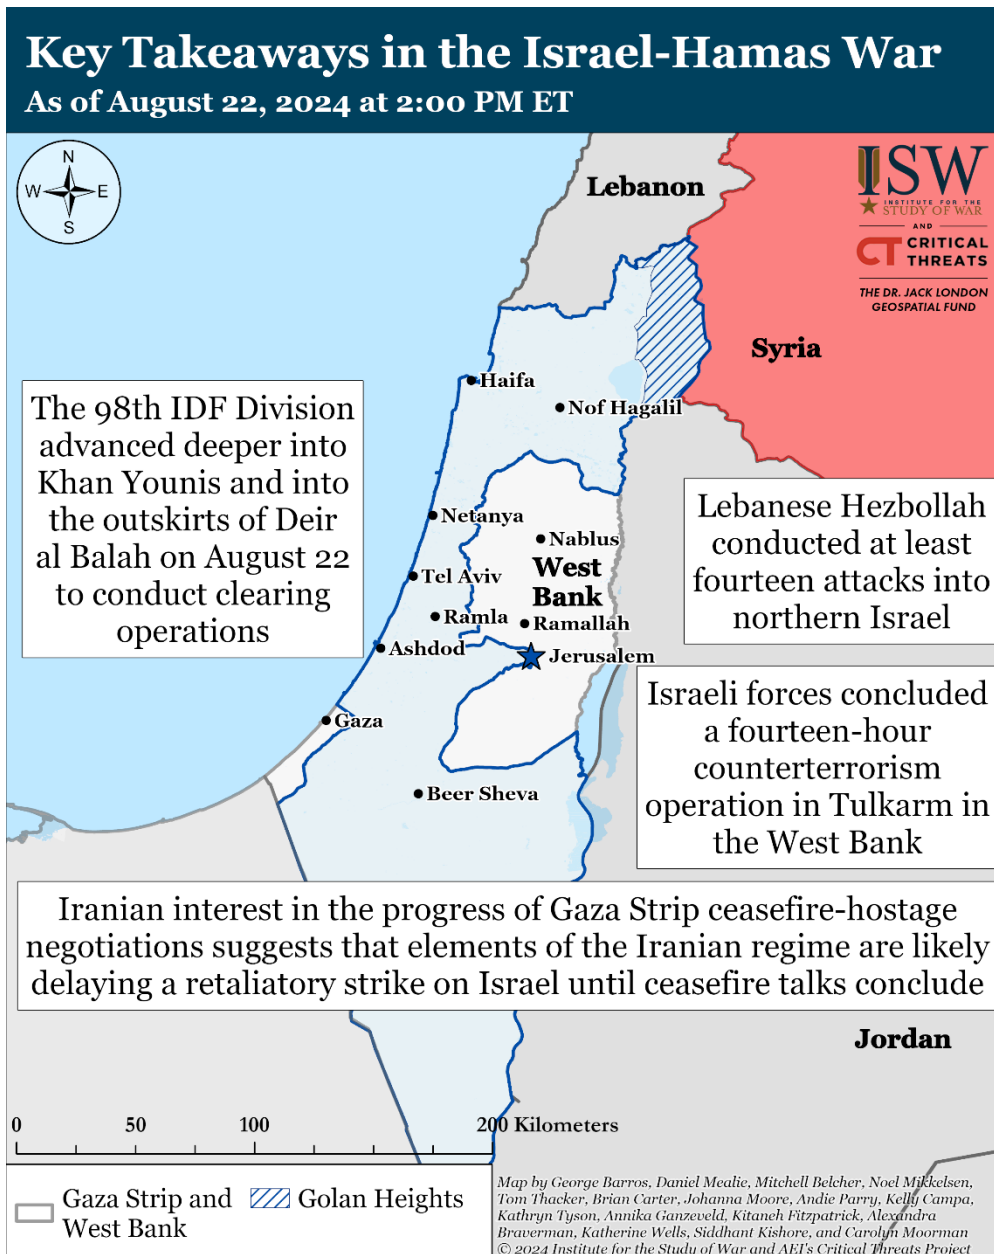 Key Takeaways in the Israel-Hamas War
As of August 22, 2024 at 2:00 PM ET
N
W
E
S
Lebanon
ISW
INSTITUTE FOR THE
STUDY OF WAR
AND
CT CRITICAL
THREATS
THE DR. JACK LONDON
GEOSPATIAL FUND
Syria
Haifa
Nof Hagalil
The 98th IDF Division
advanced deeper into
Khan Younis and into
the outskirts of Deir
al Balah on August 22
to conduct clearing
operations
Lebanese Hezbollah
conducted at least
fourteen attacks into
northern Israel
Netanya
Nablus
West
Bank
Tel Aviv
Ramla
Ramallah
Ashdod
Jerusalem
Gaza
Beer Sheva
Israeli forces concluded
a fourteen-hour
counterterrorism
operation in Tulkarm in
the West Bank
Iranian interest in the progress of Gaza Strip ceasefire-hostage
negotiations suggests that elements of the Iranian regime are likely
delaying a retaliatory strike on Israel until ceasefire talks conclude
Jordan
0 50 100 200 Kilometers
Gaza Strip and
West Bank
Golan Heights
Map by George Barros, Daniel Mealie, Mitchell Belcher, Noel Mikkelsen,
Tom Thacker, Brian Carter, Johanna Moore, Andie Parry, Kelly Campa,
Kathryn Tyson, Annika Ganzeveld, Kitaneh Fitzpatrick, Alexandra
Braverman, Katherine Wells, Siddhant Kishore, and Carolyn Moorman
© 2024 Institute for the Study of War and AEI's Critical Threats Project